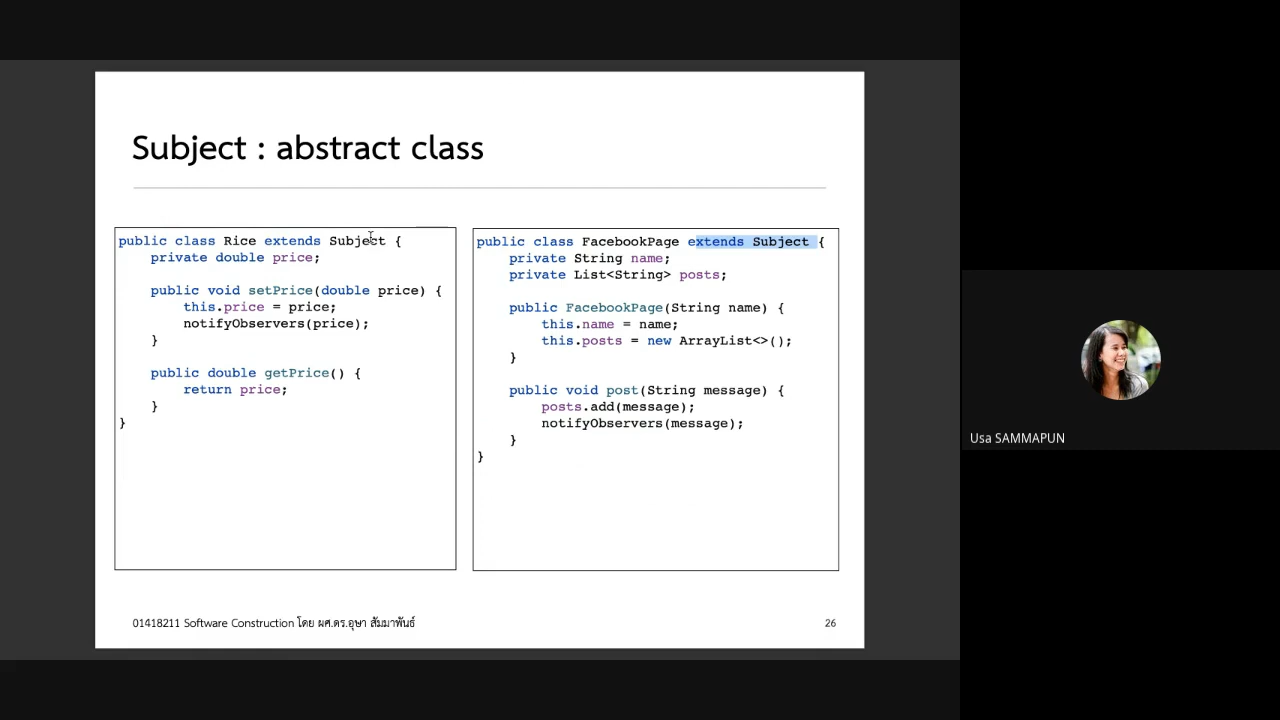 Subject : abstract class
public class Rice extends Subject {
private double price;
public void setPrice(double price) {
this.price = price;
notifyObservers(price);
}
public double getPrice() {
return price;
}
}
public class FacebookPage extends Subject {
private String name;
private List<String> posts;
public FacebookPage(String name) {
this.name = name;
this.posts = new ArrayList<>();
}
public void post(String message) {
posts.add(message);
notifyObservers(message);
}
}
01418211 Software Construction โดย ผศ.ดร.อุษา สัมมาพันธ์
26
Usa SAMMAPUN